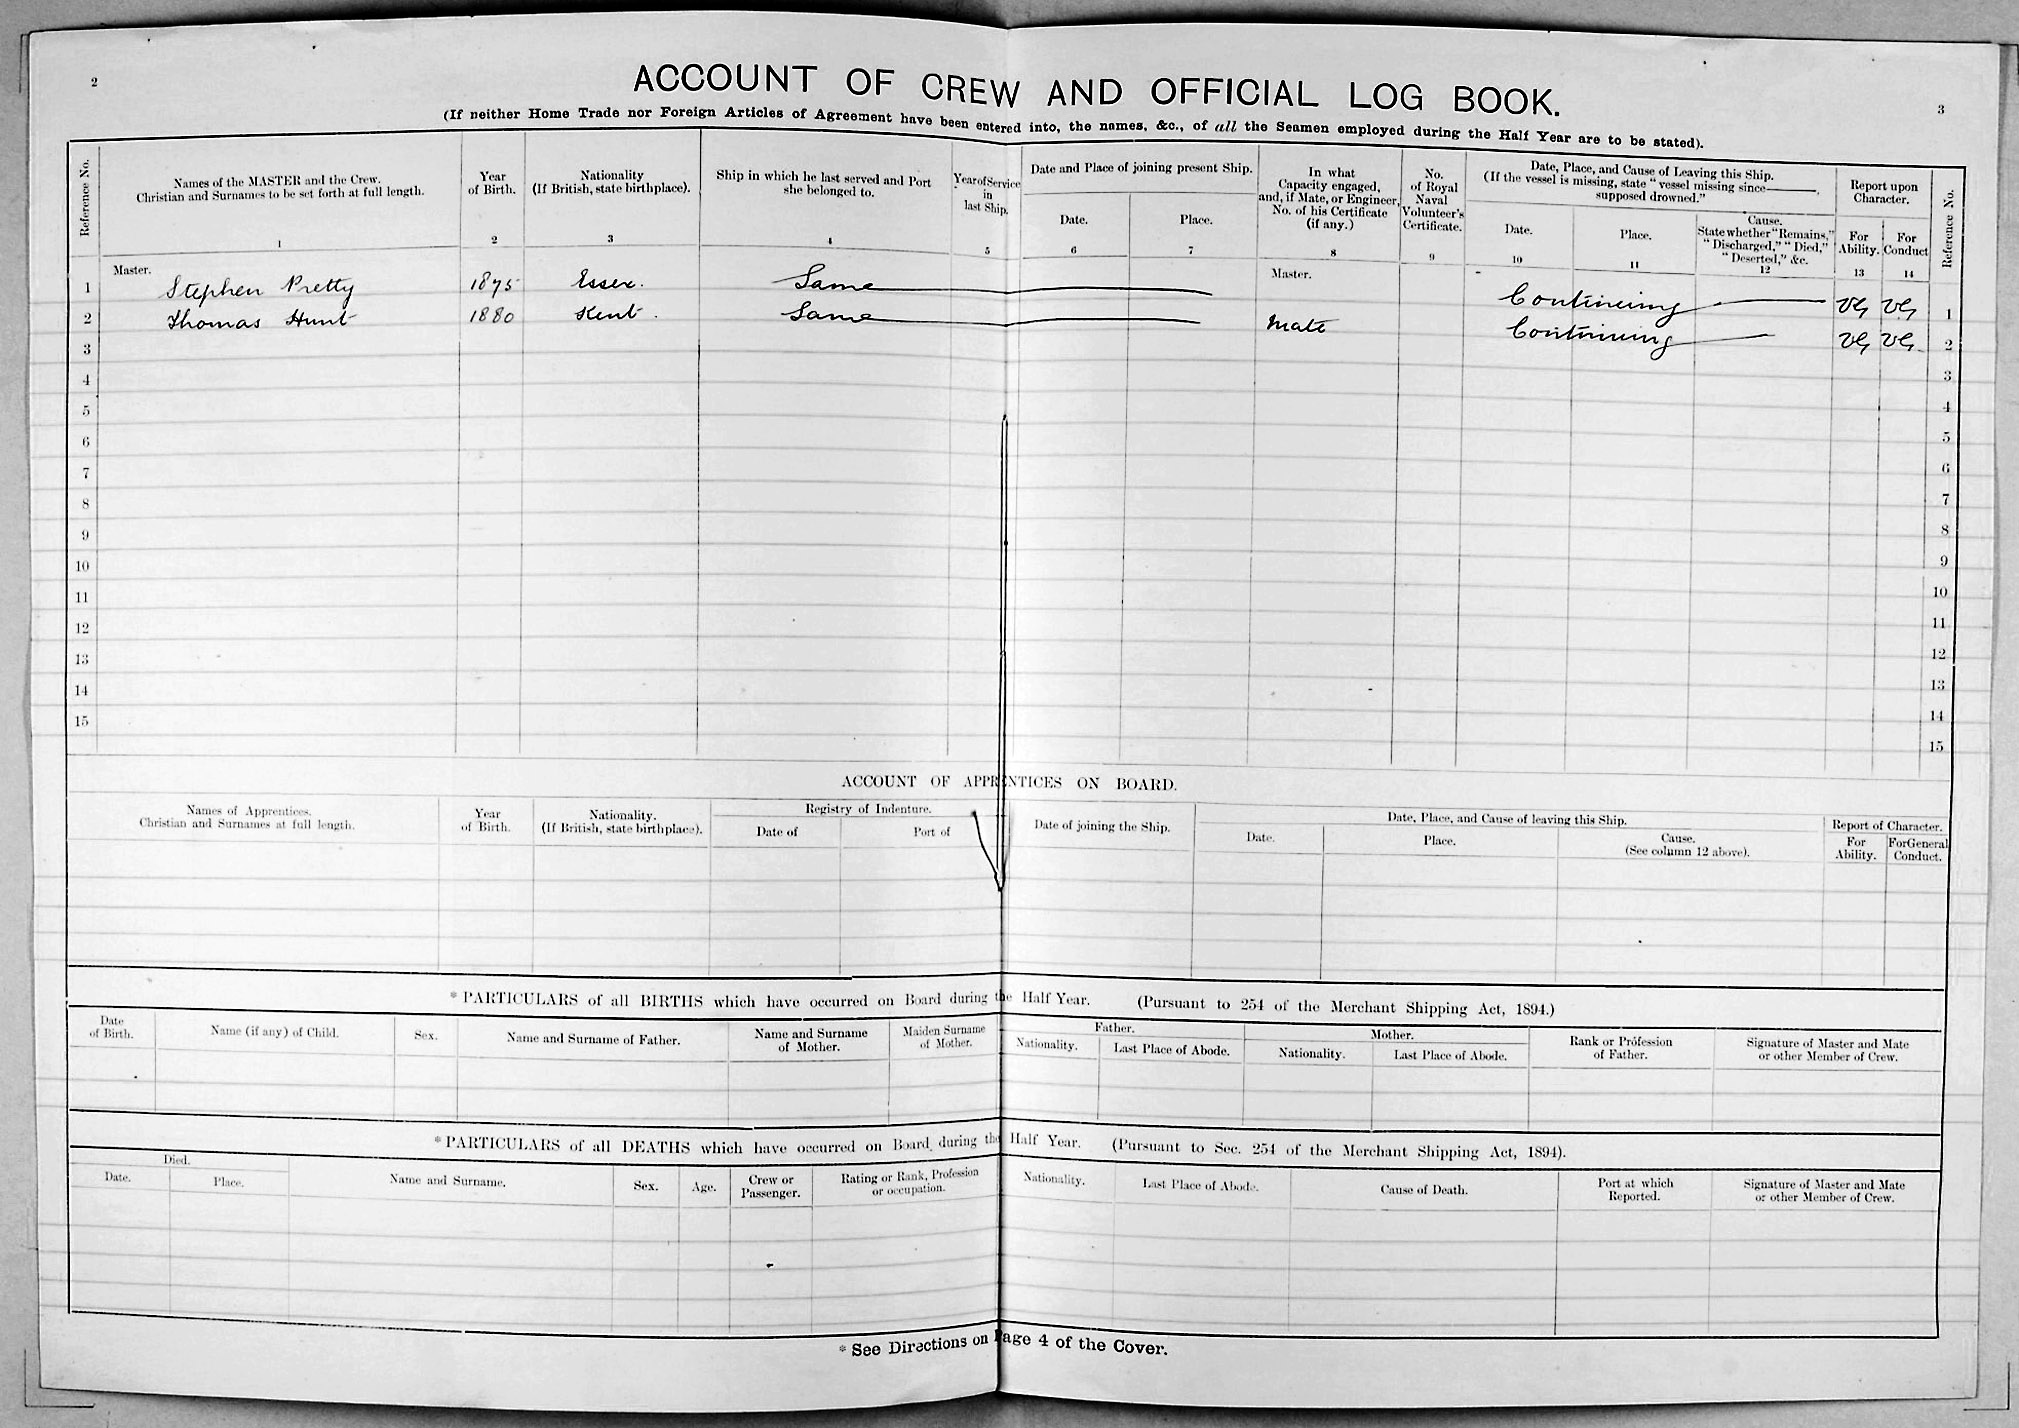 2
3
ACCOUNT OF CREW AND OFFICIAL LOG BOOK.
(If neither Home Trade nor Foreign Articles of Agreement have been entered into, the names, &c., of all the Seamen employed during the Half Year are to be stated).
Reference No.
Names of the MASTER and the Crew.
Christian and Surnames to be set forth at full length.
1
Year
of Birth.
2
Nationality
(If British, state birthplace).
3
Ship in which he last served and Port
she belonged to.
4
Year of Service
in
last Ship.
5
Date and Place of joining present Ship.
Date.
6
Place.
7
In what
Capacity engaged,
and, if Mate, or Engineer,
No. of his Certificate
(if any.)
8
No.
of Royal
Naval
Volunteer's
Certificate.
9
Date, Place, and Cause of Leaving this Ship.
(If the vessel is missing, state "vessel missing since ———,
supposed drowned."
Date.
10
Place.
11
Cause.
State whether "Remains,"
"Discharged," "Died,"
"Deserted," &c.
12
Report upon
Character.
For
Ability.
13
For
Conduct
14
Reference No.
1 Master. Stephen Pretty 1875 Essex. Same Master. Continuing VG VG 1
2 Thomas Hunt 1880 Kent. Same Mate Continuing VG VG 2
3 3
4 4
5 5
6 6
7 7
8 8
9 9
10 10
11 11
12 12
13 13
14 14
15 15
ACCOUNT OF APPRENTICES ON BOARD.
Names of Apprentices.
Christian and Surnames at full length.
Year
of Birth.
Nationality.
(If British, state birthplace).
Registry of Indenture.
Date of
Port of
Date of joining the Ship.
Date, Place, and Cause of leaving this Ship.
Date.
Place.
Cause.
(See column 12 above).
Report of Character.
For
Ability.
For General
Conduct.
*PARTICULARS of all BIRTHS which have occurred on Board during the Half Year. (Pursuant to 254 of the Merchant Shipping Act, 1894.)
Date
of Birth.
Name (if any) of Child.
Sex.
Name and Surname of Father.
Name and Surname
of Mother.
Maiden Surname
of Mother.
Father.
Nationality.
Last Place of Abode.
Mother.
Nationality.
Last Place of Abode.
Rank or Profession
of Father.
Signature of Master and Mate
or other Member of Crew.
*PARTICULARS of all DEATHS which have occurred on Board during the Half Year. (Pursuant to Sec. 254 of the Merchant Shipping Act, 1894).
Died.
Date.
Place.
Name and Surname.
Sex.
Age.
Crew or
Passenger.
Rating or Rank, Profession
or occupation.
Nationality.
Last Place of Abode.
Cause of Death.
Port at which
Reported.
Signature of Master and Mate
or other Member of Crew.
* See Directions on Page 4 of the Cover.